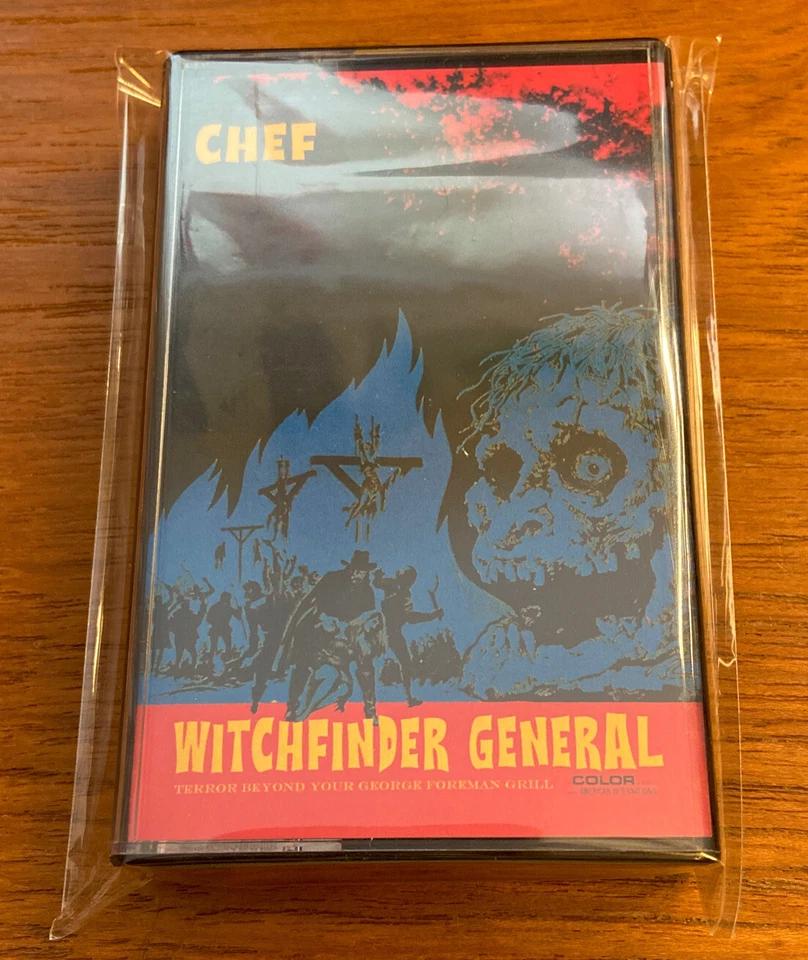 CHEF
WITCHFINDER GENERAL
TERROR BEYOND YOUR GEORGE FOREMAN GRILL
COLOR